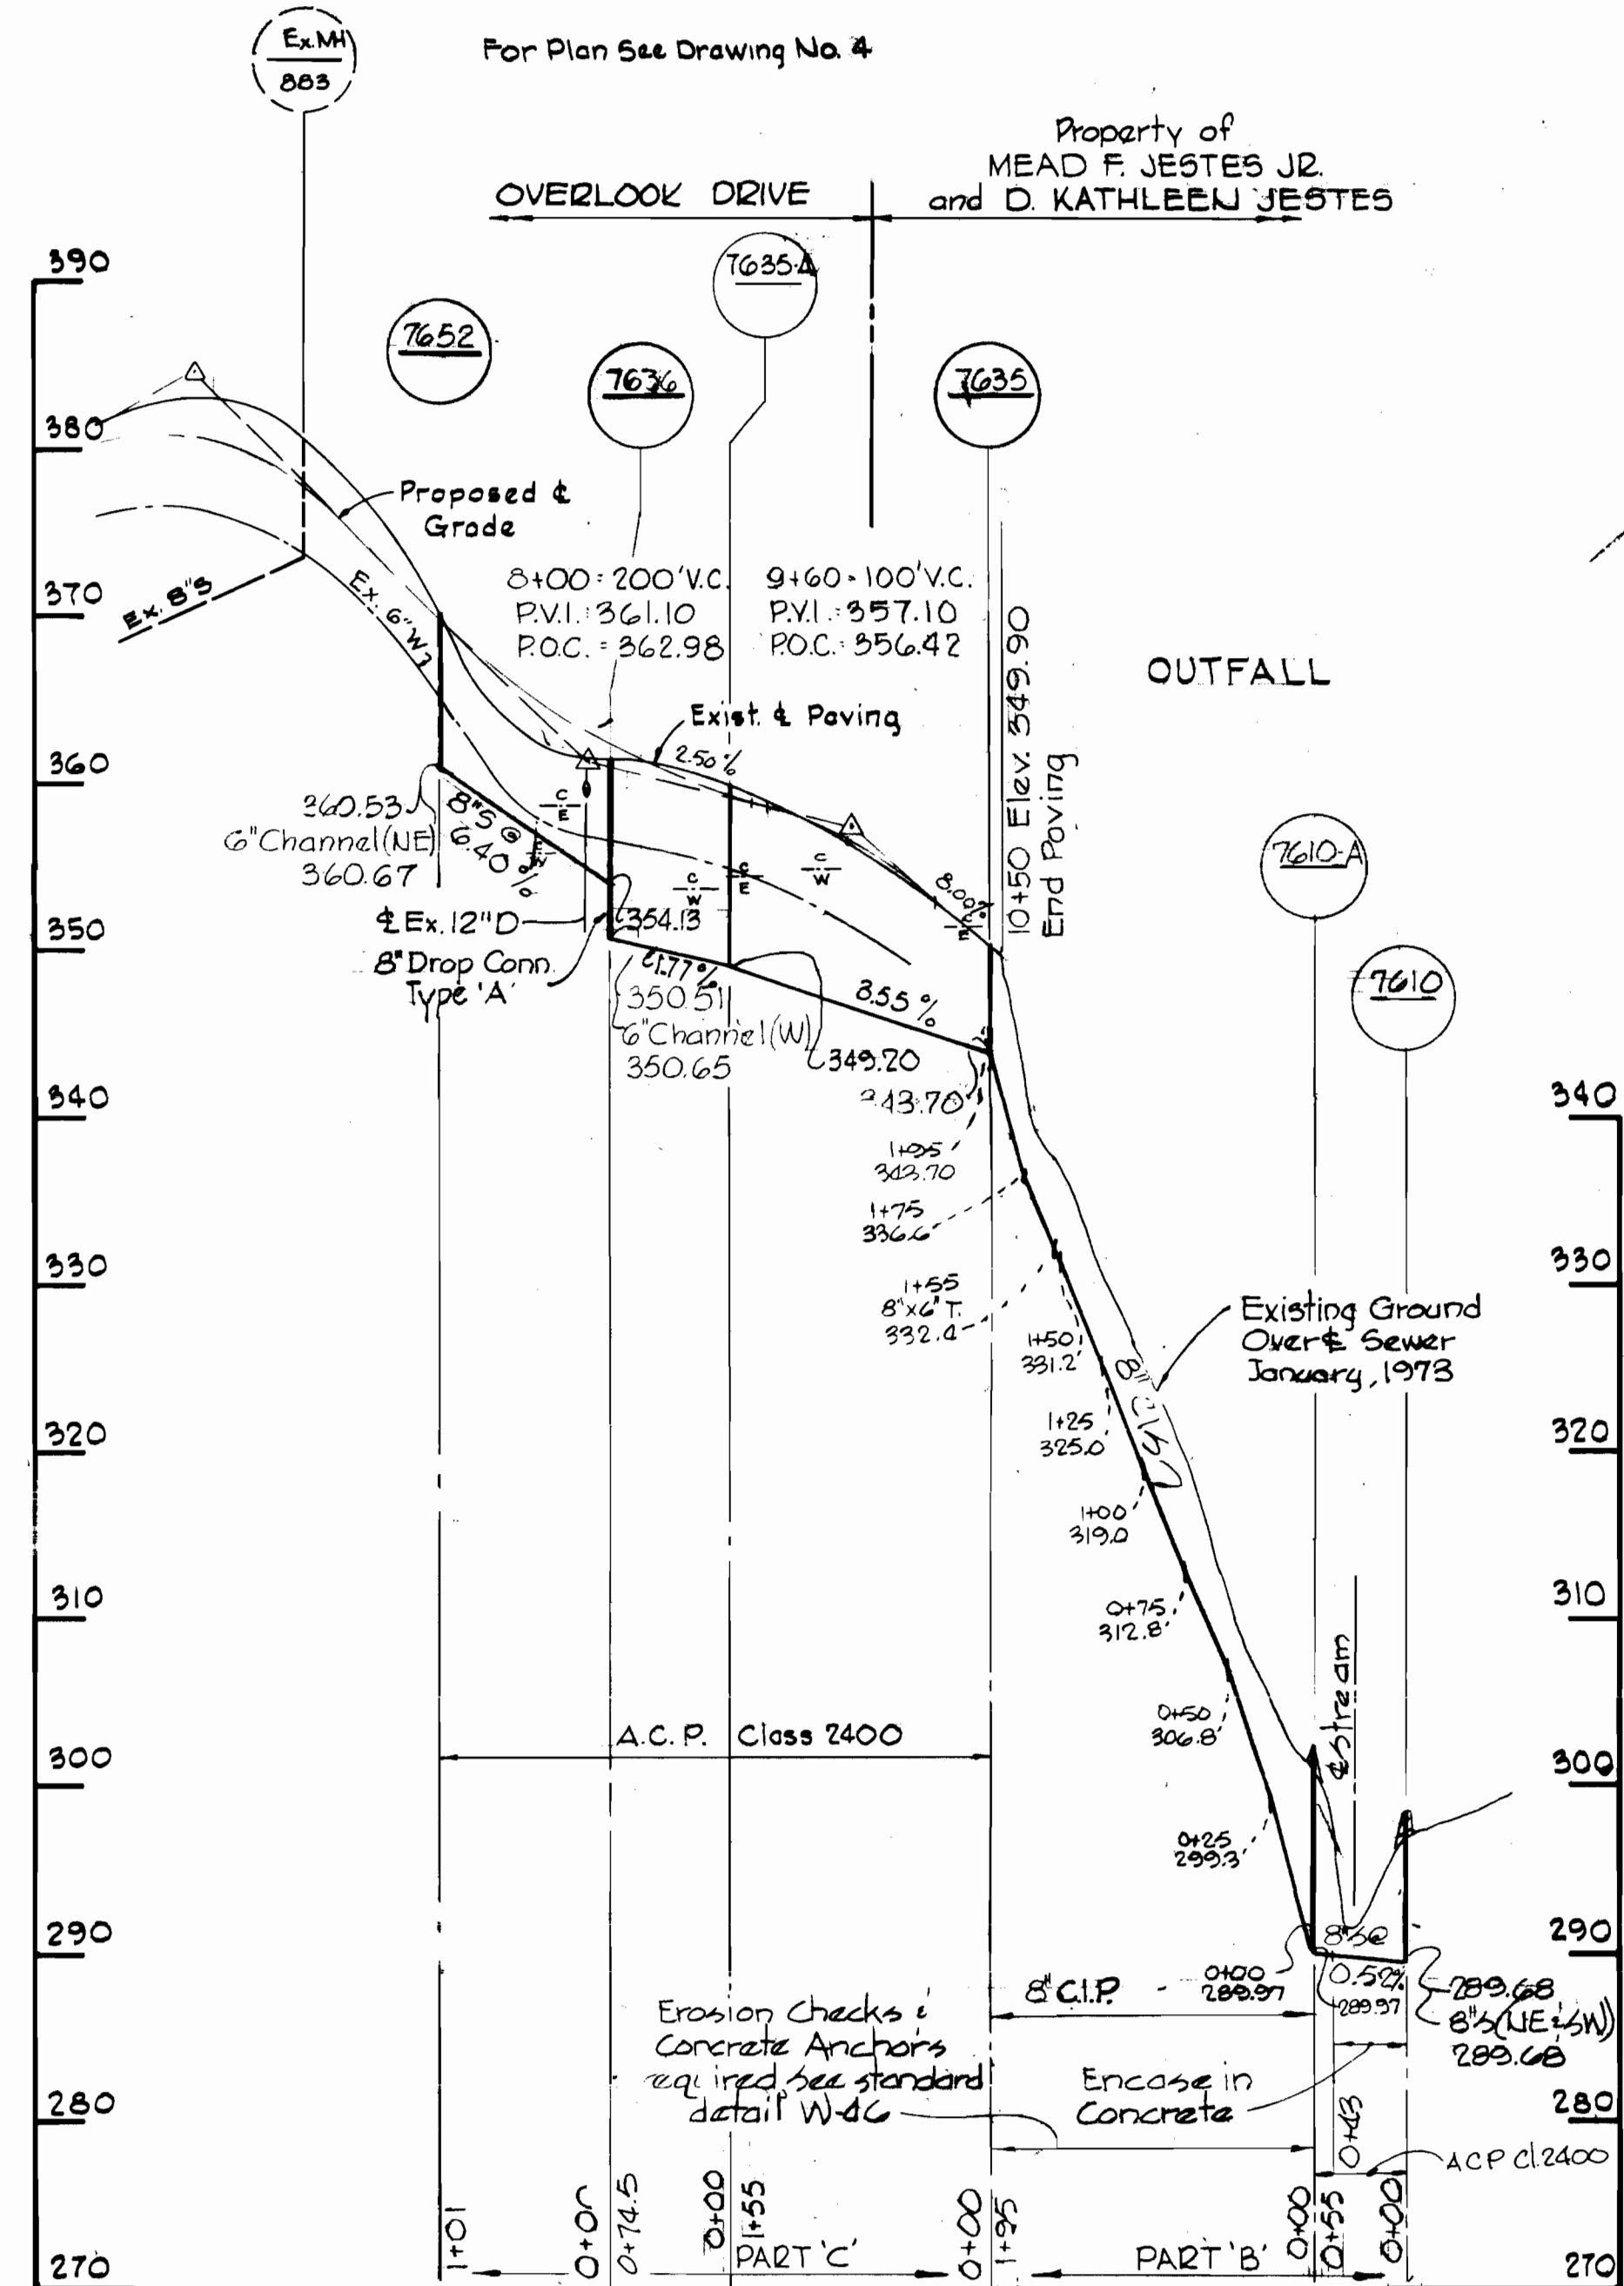 Ex.MH
883
For Plan See Drawing No. 4
Property of
MEAD F. JESTES JR.
and D. KATHLEEN JESTES
OVERLOOK DRIVE
7635-A
7652
7636
7635
390
380
370
360
350
340
330
320
310
300
290
280
270
Proposed ℄
Grade
Ex. 8"S
Ex. 6"W
8+00 = 200' V.C.
P.V.I. = 361.10
P.O.C. = 362.98
9+60 = 100' V.C.
P.V.I. = 357.10
P.O.C. = 356.42
10+50 Elev. 349.90
End Paving
OUTFALL
Exist. ℄ Paving
2.50 %
8.00%
C
E
E
W
C
W
C
E
C
W
C
E
360.53
6" Channel (NE)
360.67
8"S @
6.40 %
℄ Ex. 12"D
8" Drop Conn.
Type 'A'
354.13
1.77%
350.51
6" Channel (W)
350.65
3.55 %
349.20
343.70
1+95
343.70
1+75
336.6
1+55
8"x6" T.
332.4
1+50
331.2
1+25
325.0
1+00
319.0
0+75
312.8
0+50
306.8
0+25
299.3
0+00
289.97
7610-A
7610
340
330
320
310
300
290
280
270
Existing Ground
Over ℄ Sewer
January, 1973
8" C.I.P.
℄ Stream
A.C.P. Class 2400
8"S@
0.52%
289.97
289.68
8"S (NE & SW)
289.68
8" C.I.P.
Erosion Checks &
Concrete Anchors
required, see standard
detail W-46
Encase in
Concrete
0+43
ACP Cl. 2400
1+01
0+00
0+74.5
0+00
1+55
0+00
1+95
0+00
0+55
0+00
PART 'C'
PART 'B'